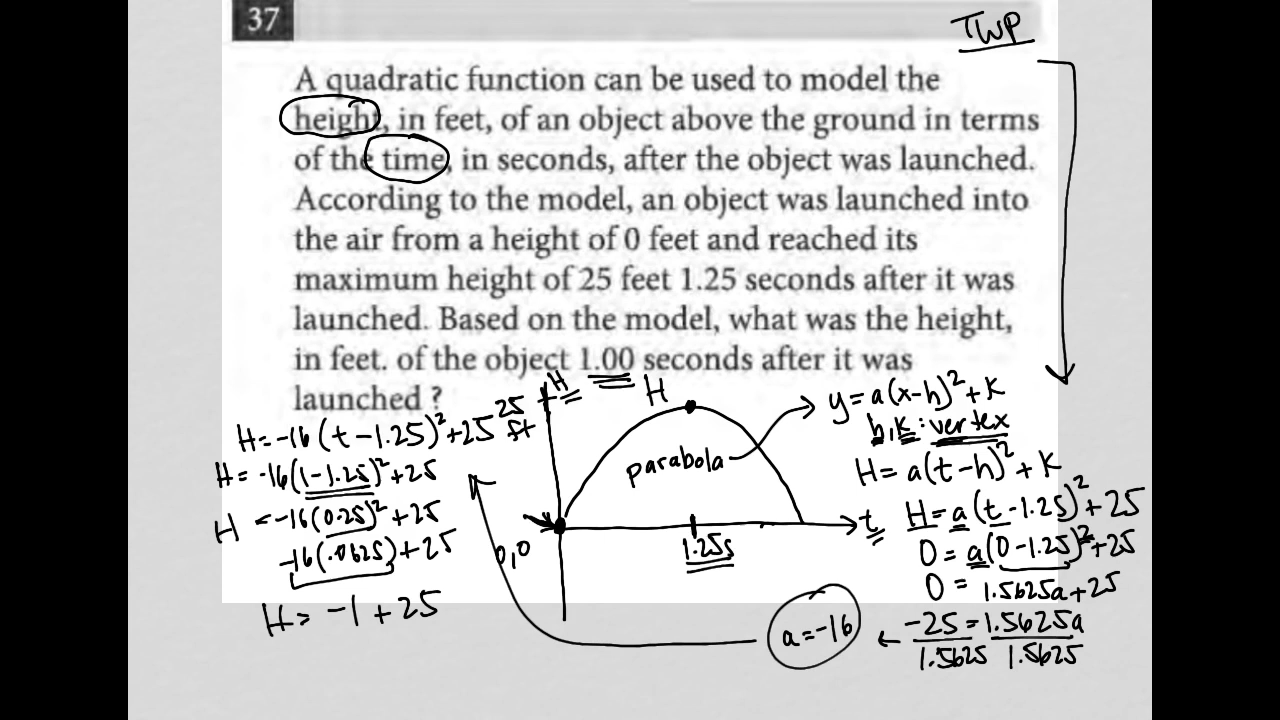 37
TWP
A quadratic function can be used to model the
height, in feet, of an object above the ground in terms
of the time, in seconds, after the object was launched.
According to the model, an object was launched into
the air from a height of 0 feet and reached its
maximum height of 25 feet 1.25 seconds after it was
launched. Based on the model, what was the height,
in feet. of the object 1.00 seconds after it was
launched ?
25
ft
H
H
parabola
0,0
1.25s
t
y=a(x-h)²+k
h,k: vertex
H=a(t-h)²+k
H=a(t-1.25)²+25
0=a(0-1.25)²+25
0= 1.5625a+25
-25=1.5625a
1.5625 1.5625
a=-16
H=-16(t-1.25)²+25
H=-16(1-1.25)²+25
H =-16(0.25)²+25
-16(.0625)+25
H= -1+25